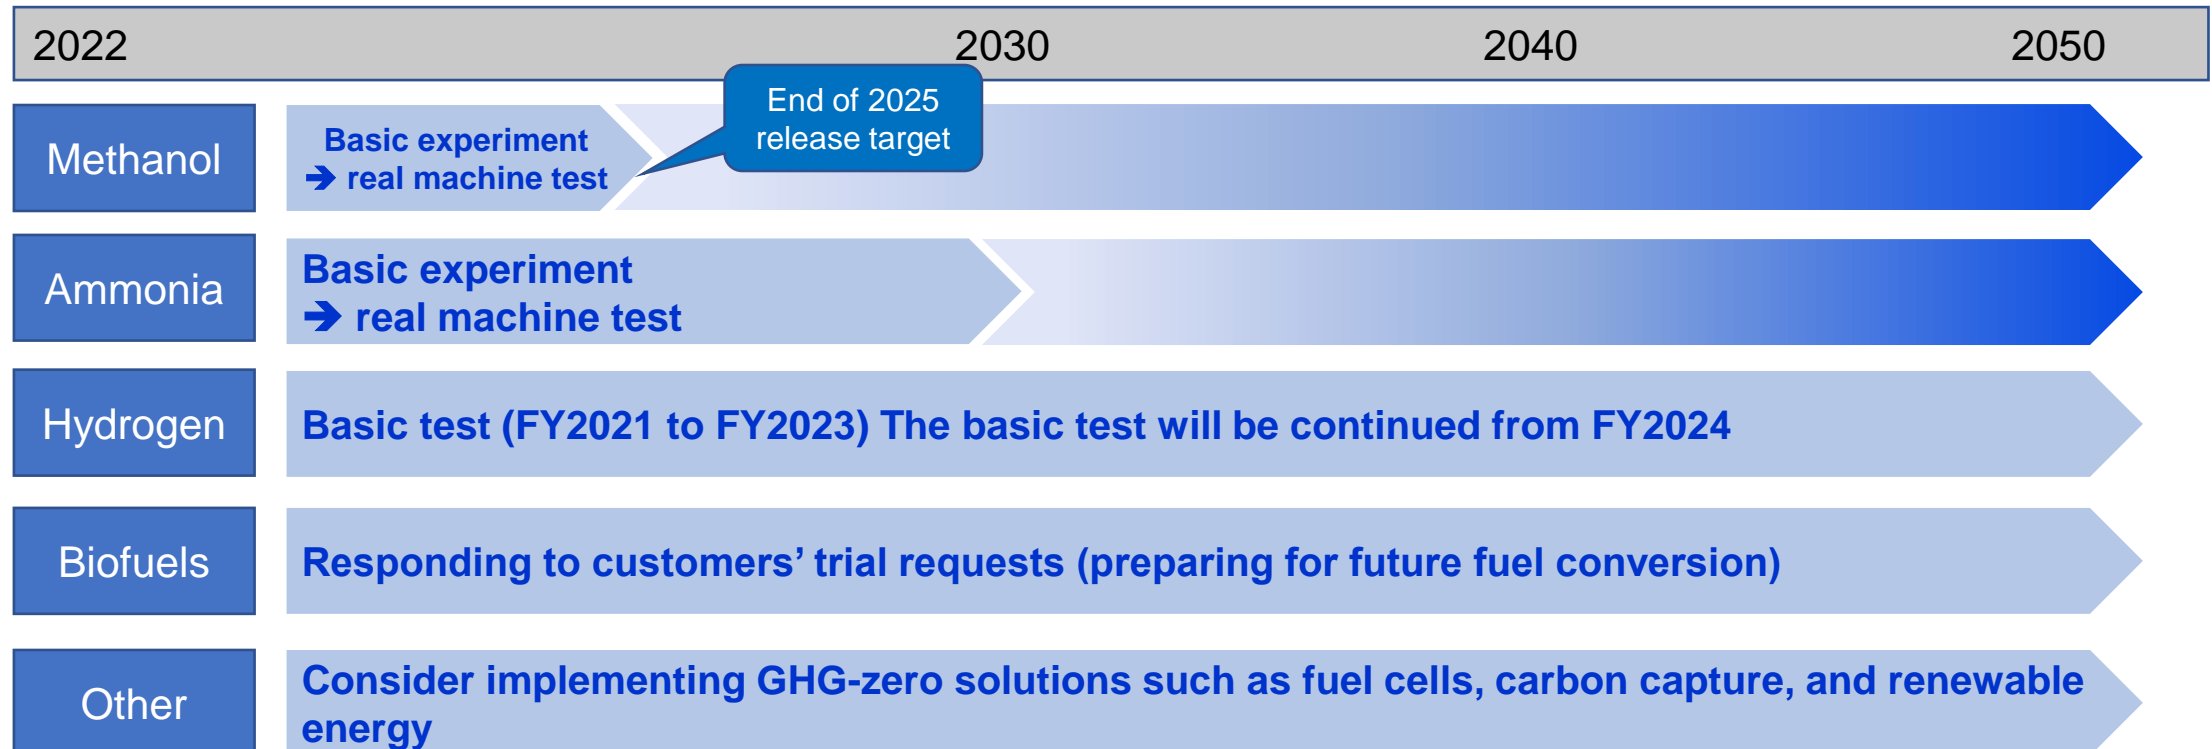 2022 2030 2040 2050
End of 2025
release target
Methanol
Basic experiment
➔ real machine test
Ammonia
Basic experiment
➔ real machine test
Hydrogen
Basic test (FY2021 to FY2023) The basic test will be continued from FY2024
Biofuels
Responding to customers’ trial requests (preparing for future fuel conversion)
Other
Consider implementing GHG-zero solutions such as fuel cells, carbon capture, and renewable
energy